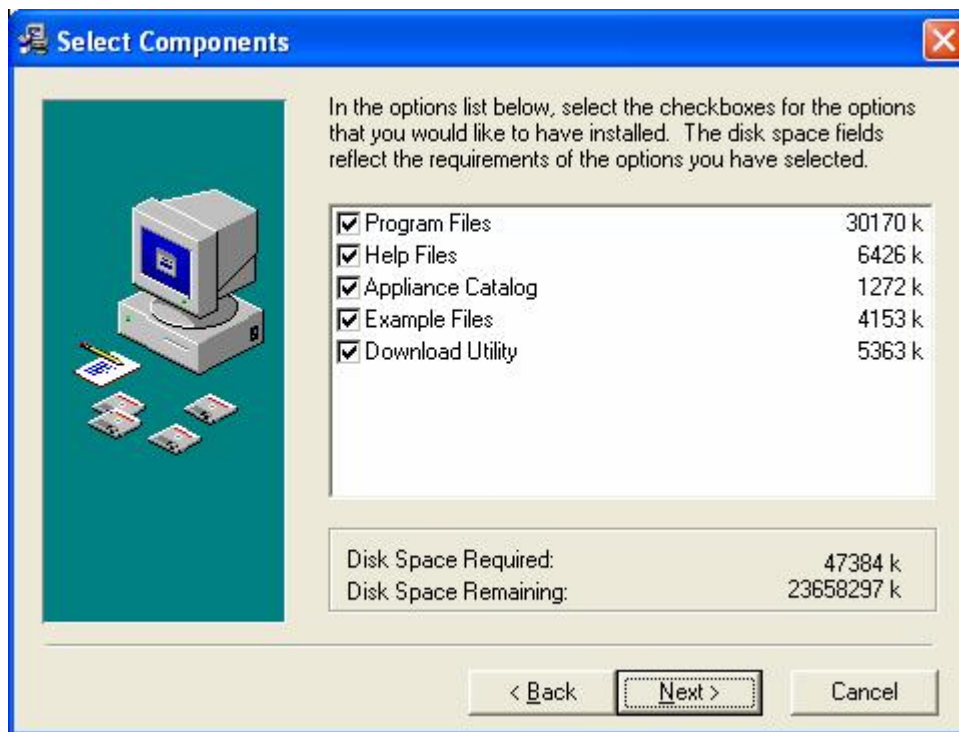 Select Components
In the options list below, select the checkboxes for the options
that you would like to have installed.  The disk space fields
reflect the requirements of the options you have selected.
Program Files 30170 k
Help Files 6426 k
Appliance Catalog 1272 k
Example Files 4153 k
Download Utility 5363 k
Disk Space Required: 47384 k
Disk Space Remaining: 23658297 k
< Back
Next >
Cancel